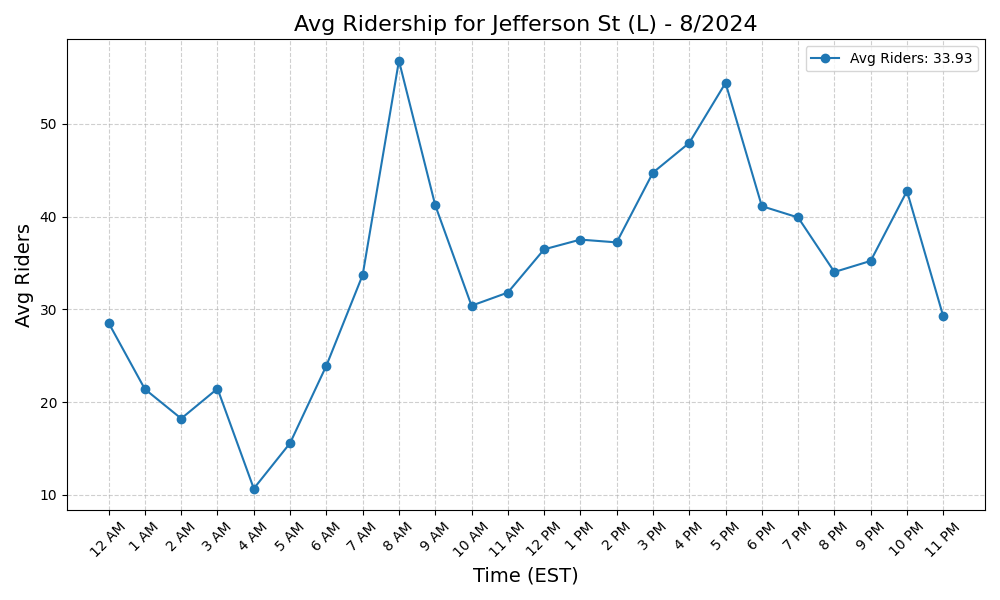 Avg Ridership for Jefferson St (L) - 8/2024
Avg Riders: 33.93
Avg Riders
50
40
30
20
10
12 AM
1 AM
2 AM
3 AM
4 AM
5 AM
6 AM
7 AM
8 AM
9 AM
10 AM
11 AM
12 PM
1 PM
2 PM
3 PM
4 PM
5 PM
6 PM
7 PM
8 PM
9 PM
10 PM
11 PM
Time (EST)